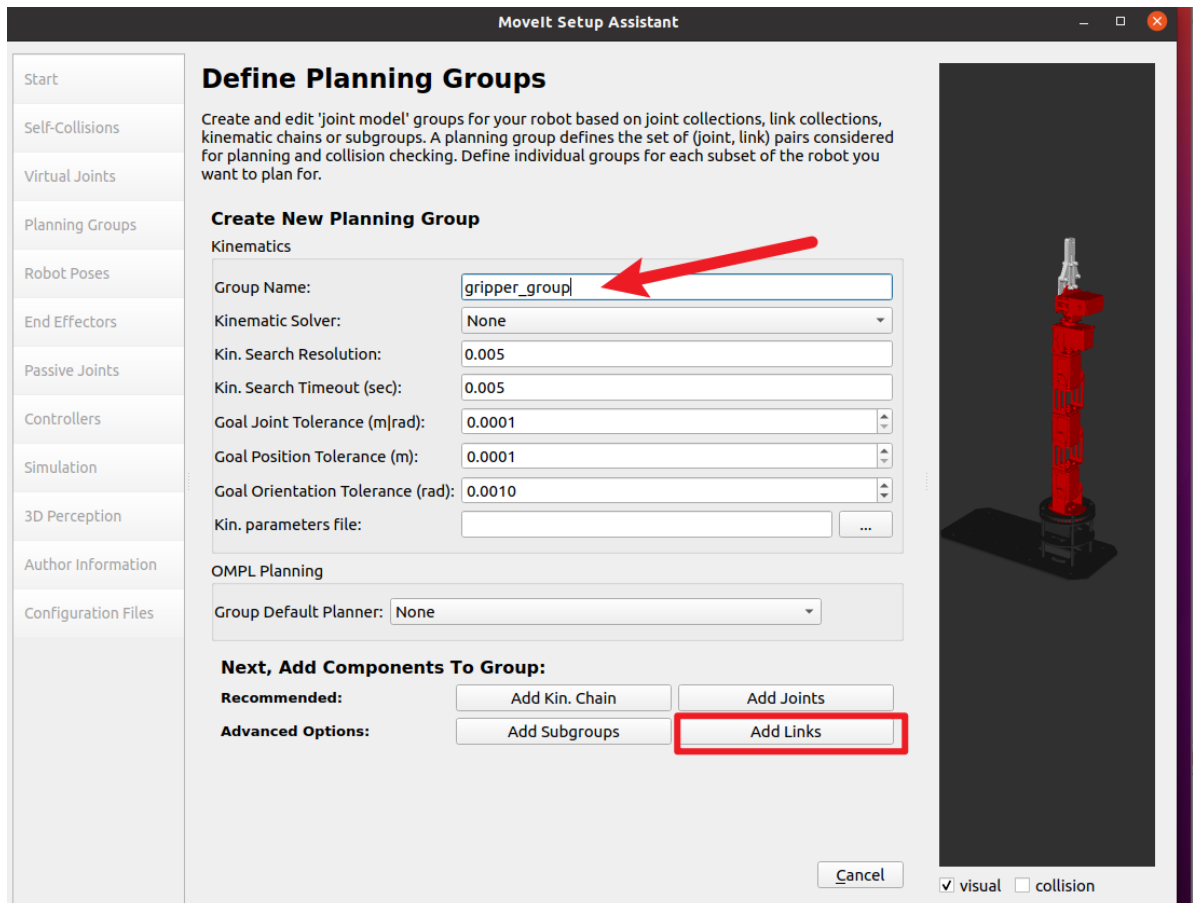 MoveIt Setup Assistant
Start
Self-Collisions
Virtual Joints
Planning Groups
Robot Poses
End Effectors
Passive Joints
Controllers
Simulation
3D Perception
Author Information
Configuration Files
Define Planning Groups
Create and edit 'joint model' groups for your robot based on joint collections, link collections,
kinematic chains or subgroups. A planning group defines the set of (joint, link) pairs considered
for planning and collision checking. Define individual groups for each subset of the robot you
want to plan for.
Create New Planning Group
Kinematics
Group Name: gripper_group
Kinematic Solver: None
Kin. Search Resolution: 0.005
Kin. Search Timeout (sec): 0.005
Goal Joint Tolerance (m|rad): 0.0001
Goal Position Tolerance (m): 0.0001
Goal Orientation Tolerance (rad): 0.0010
Kin. parameters file: ...
OMPL Planning
Group Default Planner: None
Next, Add Components To Group:
Recommended: Add Kin. Chain Add Joints
Advanced Options: Add Subgroups Add Links
Cancel
visual collision